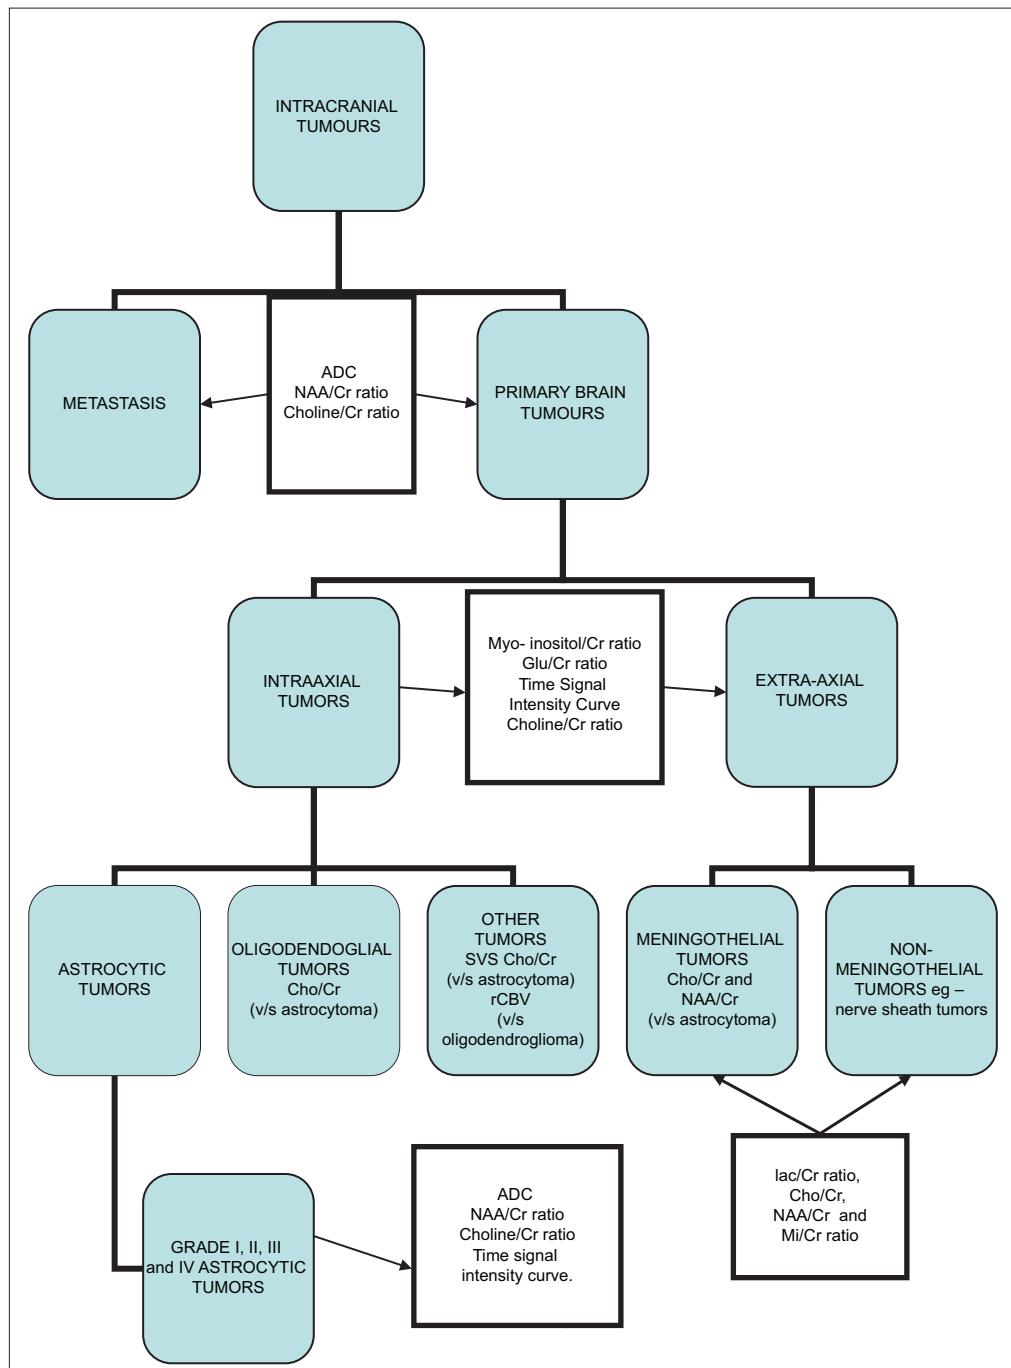 INTRACRANIAL
TUMOURS
METASTASIS
ADC
NAA/Cr ratio
Choline/Cr ratio
PRIMARY BRAIN
TUMOURS
INTRAAXIAL
TUMORS
Myo- inositol/Cr ratio
Glu/Cr ratio
Time Signal
Intensity Curve
Choline/Cr ratio
EXTRA-AXIAL
TUMORS
ASTROCYTIC
TUMORS
OLIGODENDOGLIAL
TUMORS
Cho/Cr
(v/s astrocytoma)
OTHER
TUMORS
SVS Cho/Cr
(v/s astrocytoma)
rCBV
(v/s
oligodendroglioma)
MENINGOTHELIAL
TUMORS
Cho/Cr and
NAA/Cr
(v/s astrocytoma)
NON-
MENINGOTHELIAL
TUMORS eg –
nerve sheath tumors
GRADE I, II, III
and IV ASTROCYTIC
TUMORS
ADC
NAA/Cr ratio
Choline/Cr ratio
Time signal
intensity curve.
lac/Cr ratio,
Cho/Cr,
NAA/Cr and
Mi/Cr ratio